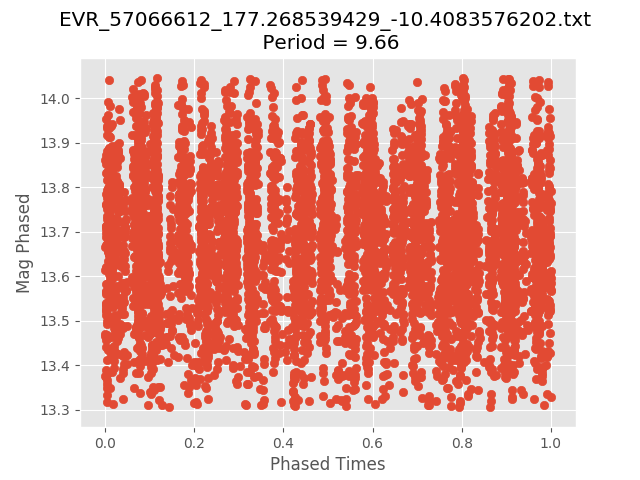 EVR_57066612_177.268539429_-10.4083576202.txt
Period = 9.66
14.0
13.9
13.8
13.7
13.6
13.5
13.4
13.3
Mag Phased
0.0 0.2 0.4 0.6 0.8 1.0
Phased Times